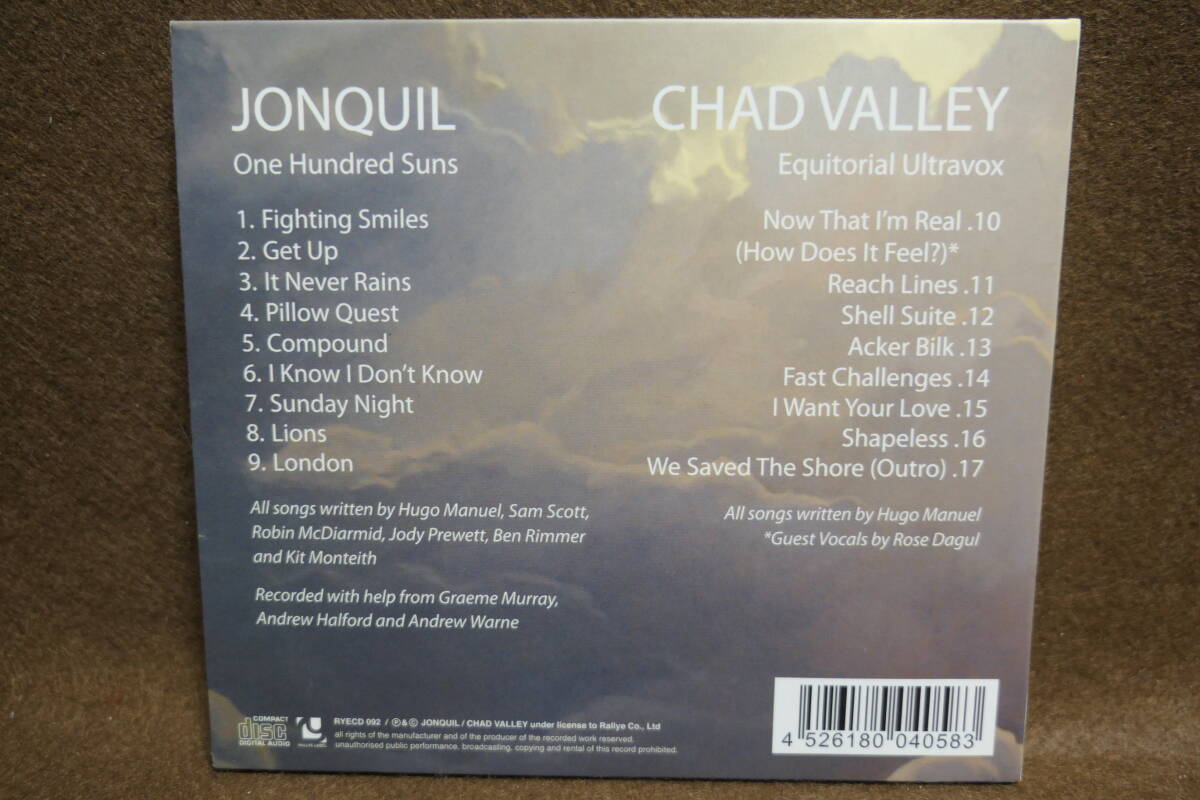 JONQUIL
One Hundred Suns
1. Fighting Smiles
2. Get Up
3. It Never Rains
4. Pillow Quest
5. Compound
6. I Know I Don't Know
7. Sunday Night
8. Lions
9. London
All songs written by Hugo Manuel, Sam Scott,
Robin McDiarmid, Jody Prewett, Ben Rimmer
and Kit Monteith
Recorded with help from Graeme Murray,
Andrew Halford and Andrew Warne
CHAD VALLEY
Equitorial Ultravox
Now That I'm Real .10
(How Does It Feel?)*
Reach Lines .11
Shell Suite .12
Acker Bilk .13
Fast Challenges .14
I Want Your Love .15
Shapeless .16
We Saved The Shore (Outro) .17
All songs written by Hugo Manuel
*Guest Vocals by Rose Dagul
COMPACT
disc
DIGITAL AUDIO
RALLYE LABEL
RYECD 092 / ℗&© JONQUIL / CHAD VALLEY under license to Rallye Co., Ltd
all rights of the manufacturer and of the producer of the recorded work reserved.
unauthorised public performance, broadcasting, copying and rental of this record prohibited.
4 526180 040583